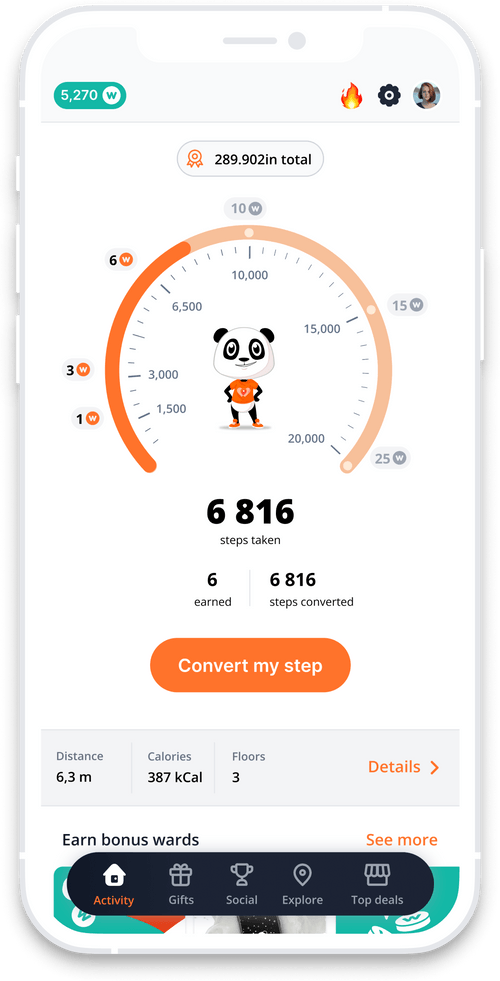 5,270 W
289.902in total
10 W
6 W
10,000
6,500
15 W
15,000
3 W
3,000
1 W
1,500
20,000
25 W
6 816
steps taken
6
earned
6 816
steps converted
Convert my step
Distance
6,3 m
Calories
387 kCal
Floors
3
Details
Earn bonus wards
See more
Activity
Gifts
Social
Explore
Top deals
W
W